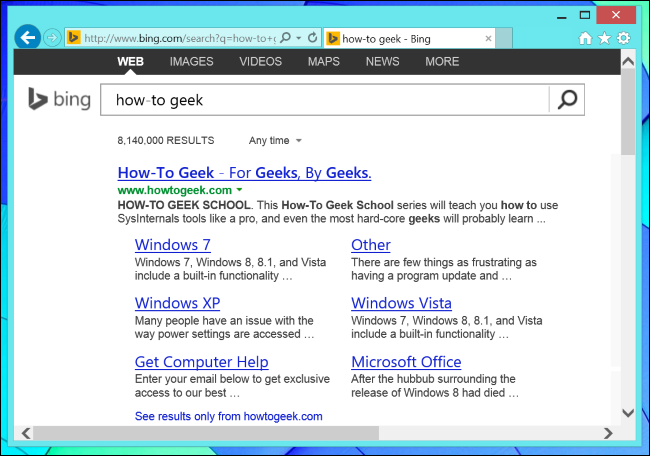 http://www.bing.com/search?q=how-to+g
how-to geek - Bing
WEB IMAGES VIDEOS MAPS NEWS MORE
bing
how-to geek
8,140,000 RESULTS Any time
How-To Geek - For Geeks, By Geeks.
www.howtogeek.com
HOW-TO GEEK SCHOOL. This How-To Geek School series will teach you how to use
SysInternals tools like a pro, and even the most hard-core geeks will probably learn ...
Windows 7
Windows 7, Windows 8, 8.1, and Vista
include a built-in functionality ...
Other
There are few things as frustrating as
having a program update and ...
Windows XP
Many people have an issue with the
way power settings are accessed ...
Windows Vista
Windows 7, Windows 8, 8.1, and Vista
include a built-in functionality ...
Get Computer Help
Enter your email below to get exclusive
access to our best ...
Microsoft Office
After the hubbub surrounding the
release of Windows 8 had died ...
See results only from howtogeek.com